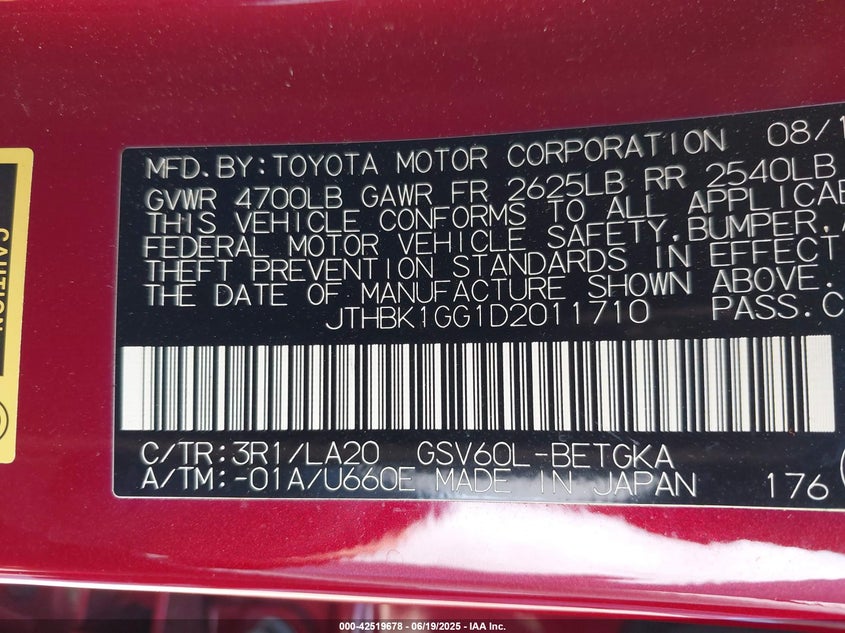 MFD.BY:TOYOTA MOTOR CORPORATION 08/1
GVWR 4700LB GAWR FR 2625LB RR 2540LB
THIS VEHICLE CONFORMS TO ALL APPLICAB
FEDERAL MOTOR VEHICLE SAFETY,BUMPER,
THEFT PREVENTION STANDARDS IN EFFECT
THE DATE OF MANUFACTURE SHOWN ABOVE.
JTHBK1GG1D2011710 PASS.C
C/TR:3R1/LA20 GSV60L-BETGKA
A/TM:-01A/U660E MADE IN JAPAN 176
CAUTION
000-42519678 - 06/19/2025 - IAA Inc.